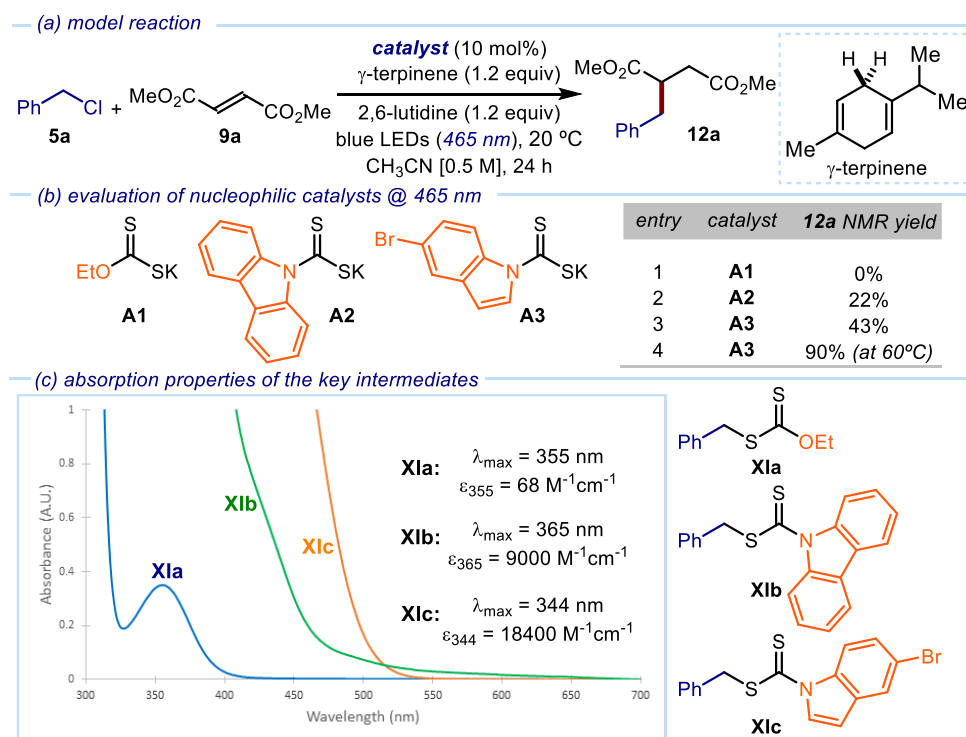 (a) model reaction
Ph Cl + MeO2C CO2Me
5a 9a
catalyst (10 mol%)
γ-terpinene (1.2 equiv)
2,6-lutidine (1.2 equiv)
blue LEDs (465 nm), 20 ºC
CH3CN [0.5 M], 24 h
MeO2C CO2Me
Ph 12a
H H Me
Me
Me
γ-terpinene
(b) evaluation of nucleophilic catalysts @ 465 nm
S
EtO SK
A1
S
N SK
A2
Br S
N SK
A3
entry catalyst 12a NMR yield
1 A1 0%
2 A2 22%
3 A3 43%
4 A3 90% (at 60ºC)
(c) absorption properties of the key intermediates
Absorbance (A.U.)
1
0.8
0.6
0.4
0.2
0
300 350 400 450 500 550 600 650 700
Wavelength (nm)
XIa
XIb
XIc
XIa: λmax = 355 nm
ε355 = 68 M-1cm-1
XIb: λmax = 365 nm
ε365 = 9000 M-1cm-1
XIc: λmax = 344 nm
ε344 = 18400 M-1cm-1
S
Ph S OEt
XIa
S
Ph S N
XIb
S Br
Ph S N
XIc